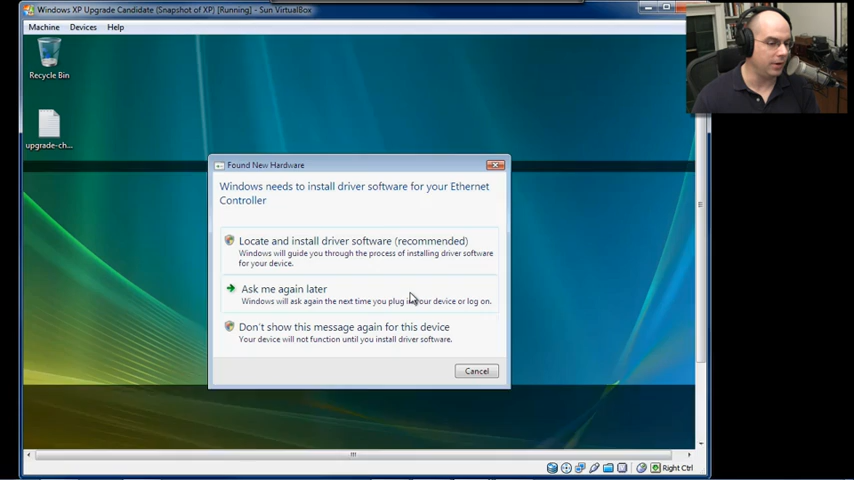 Windows XP Upgrade Candidate (Snapshot of XP) [Running] - Sun VirtualBox
Machine Devices Help
Recycle Bin
upgrade-ch...
Found New Hardware
Windows needs to install driver software for your Ethernet
Controller
Locate and install driver software (recommended)
Windows will guide you through the process of installing driver software
for your device.
Ask me again later
Windows will ask again the next time you plug in your device or log on.
Don't show this message again for this device
Your device will not function until you install driver software.
Cancel
Right Ctrl